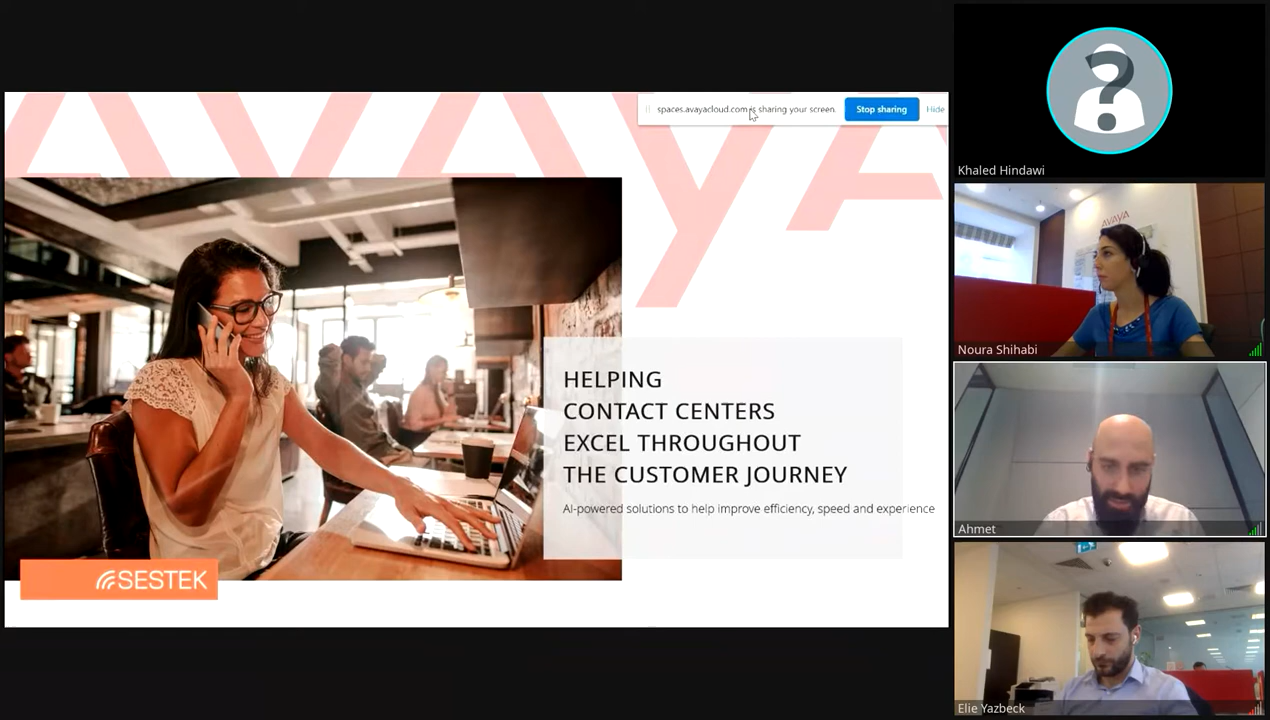 AVAYA
spaces.avayacloud.com is sharing your screen.
Stop sharing
Hide
HELPING
CONTACT CENTERS
EXCEL THROUGHOUT
THE CUSTOMER JOURNEY
AI-powered solutions to help improve efficiency, speed and experience
SESTEK
Khaled Hindawi
AVAYA
Noura Shihabi
Ahmet
Elie Yazbeck